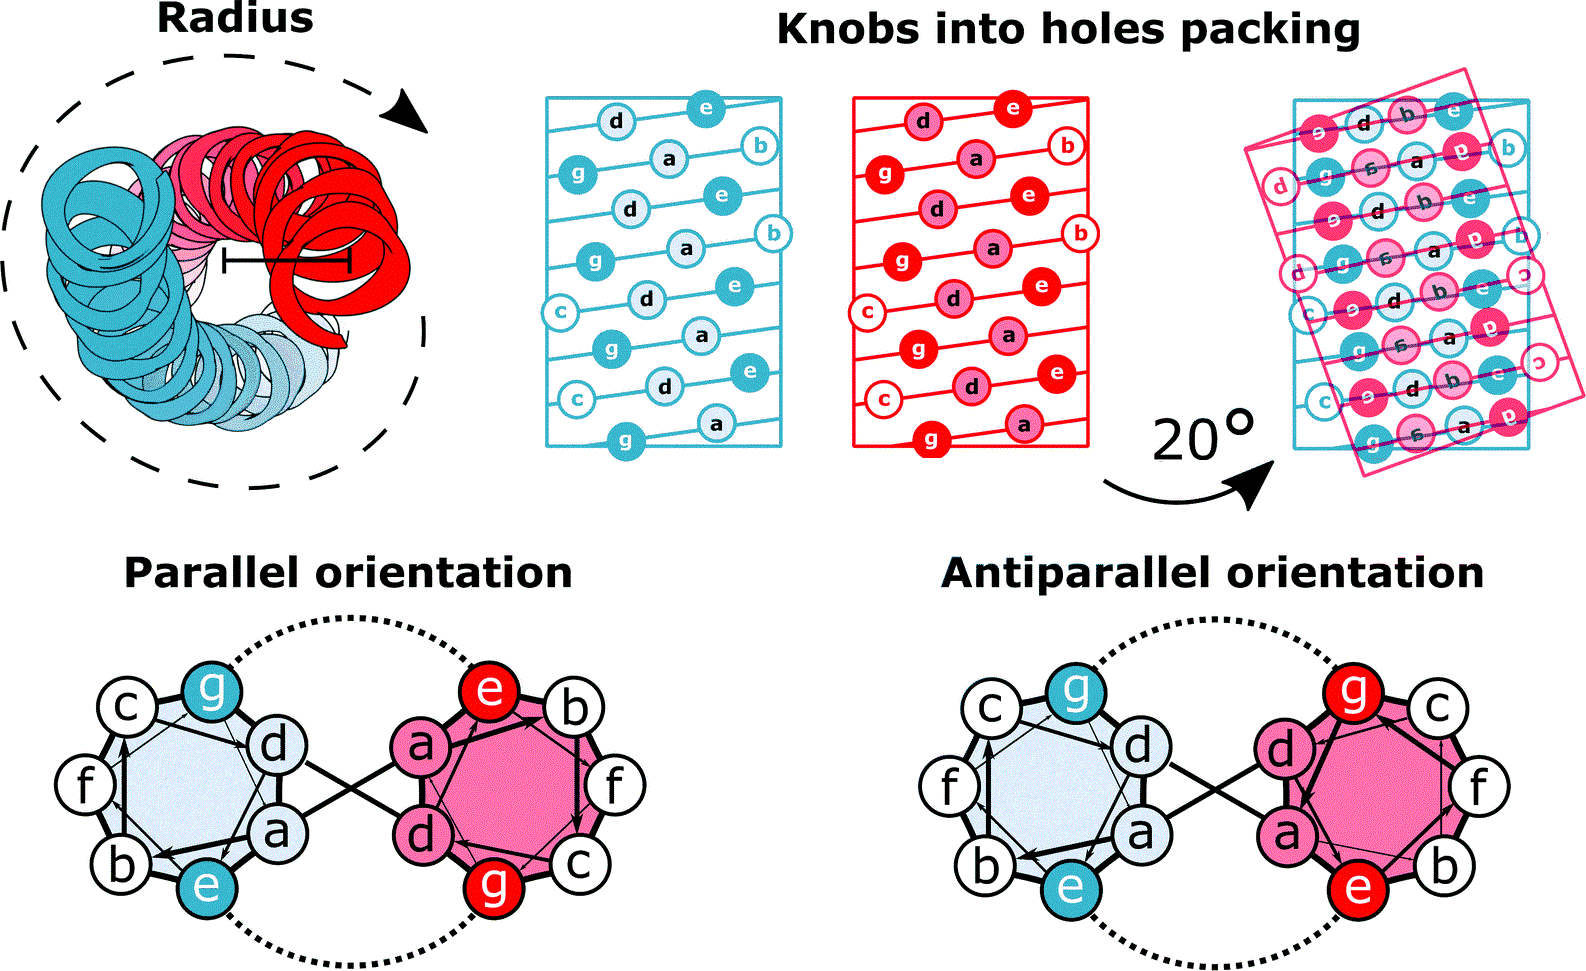 Radius
Knobs into holes packing
d e
g a b
d e
g a b
c d e
g a
c d e
g a
d e
g a b
d e
g a b
c d e
g a
c d e
g a
20°
d e
g a b
d e
g a b
c d e
g a
c d e
g a
Parallel orientation
c g d
f
b e a
a e b
f
d g c
Antiparallel orientation
c g d
f
b e a
d g c
f
a e b